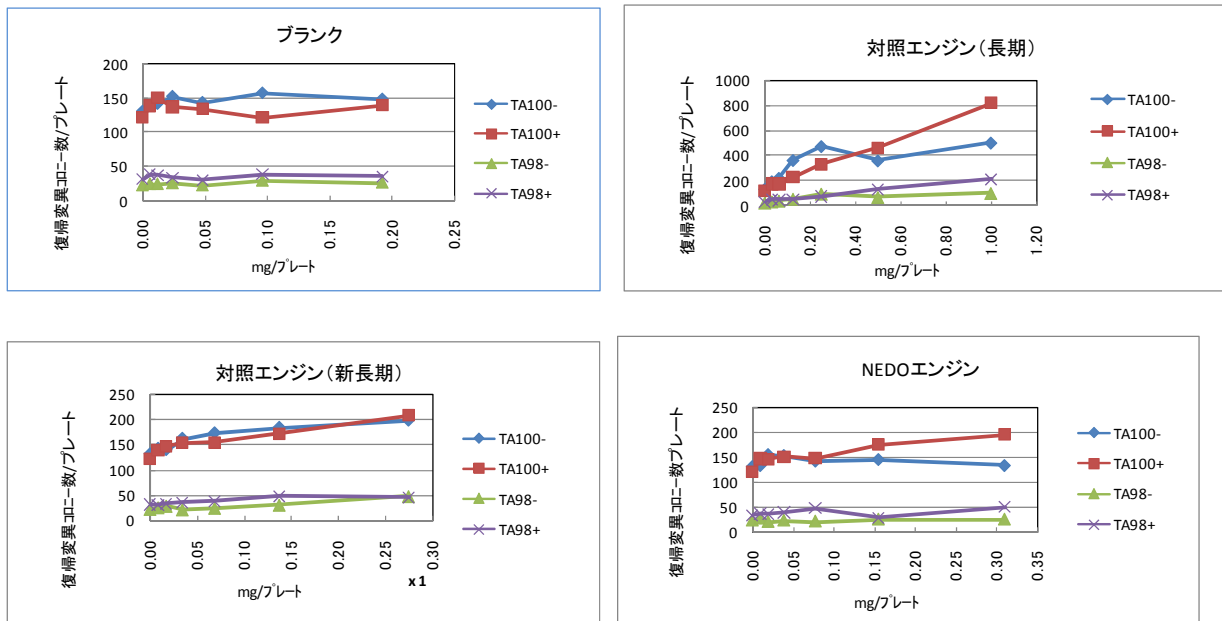 ブランク
復帰変異ｺﾛﾆｰ数/プレート
200
150
100
50
0
0.00
0.05
0.10
0.15
0.20
0.25
mg/ﾌﾟﾚｰﾄ
TA100-
TA100+
TA98-
TA98+
対照エンジン（長期）
復帰変異ｺﾛﾆｰ数/プレート
1000
800
600
400
200
0
0.00
0.20
0.40
0.60
0.80
1.00
1.20
mg/ﾌﾟﾚｰﾄ
TA100-
TA100+
TA98-
TA98+
対照エンジン（新長期）
復帰変異ｺﾛﾆｰ数/プレート
250
200
150
100
50
0
0.00
0.05
0.10
0.15
0.20
0.25
0.30
x 1
mg/ﾌﾟﾚｰﾄ
TA100-
TA100+
TA98-
TA98+
NEDOエンジン
復帰変異ｺﾛﾆｰ数プレート
250
200
150
100
50
0
0.00
0.05
0.10
0.15
0.20
0.25
0.30
0.35
mg/ﾌﾟﾚｰﾄ
TA100-
TA100+
TA98-
TA98+